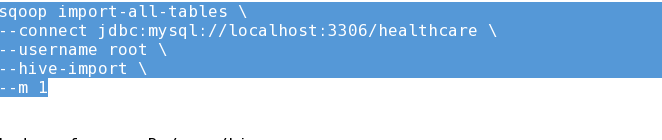 sqoop import-all-tables \
--connect jdbc:mysql://localhost:3306/healthcare \
--username root \
--hive-import \
--m 1